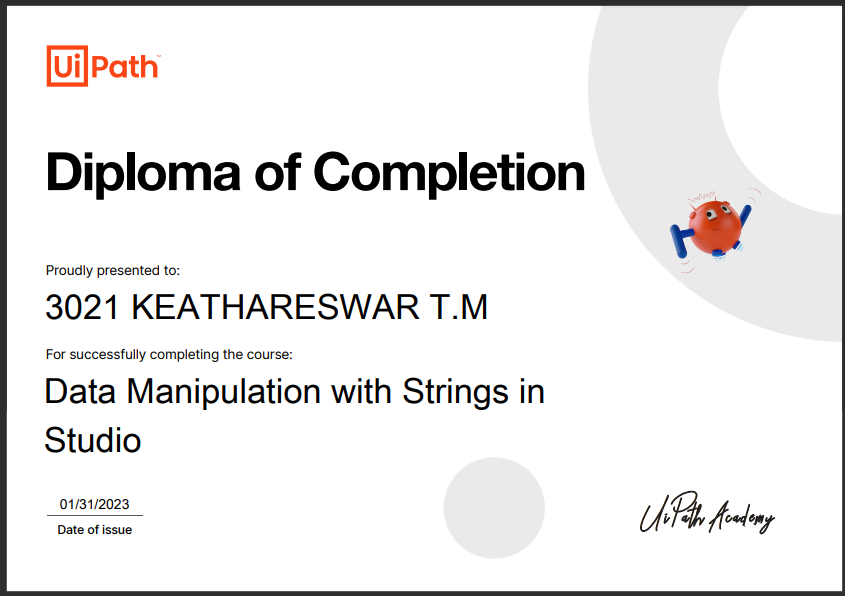 UiPath™
Diploma of Completion
Proudly presented to:
3021 KEATHARESWAR T.M
For successfully completing the course:
Data Manipulation with Strings in
Studio
01/31/2023
Date of issue
UiPath Academy